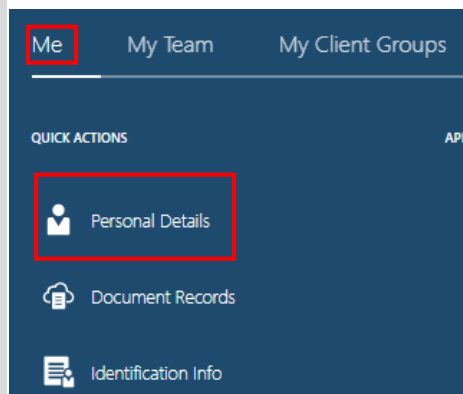 Me My Team My Client Groups
QUICK ACTIONS
Personal Details
Document Records
Identification Info